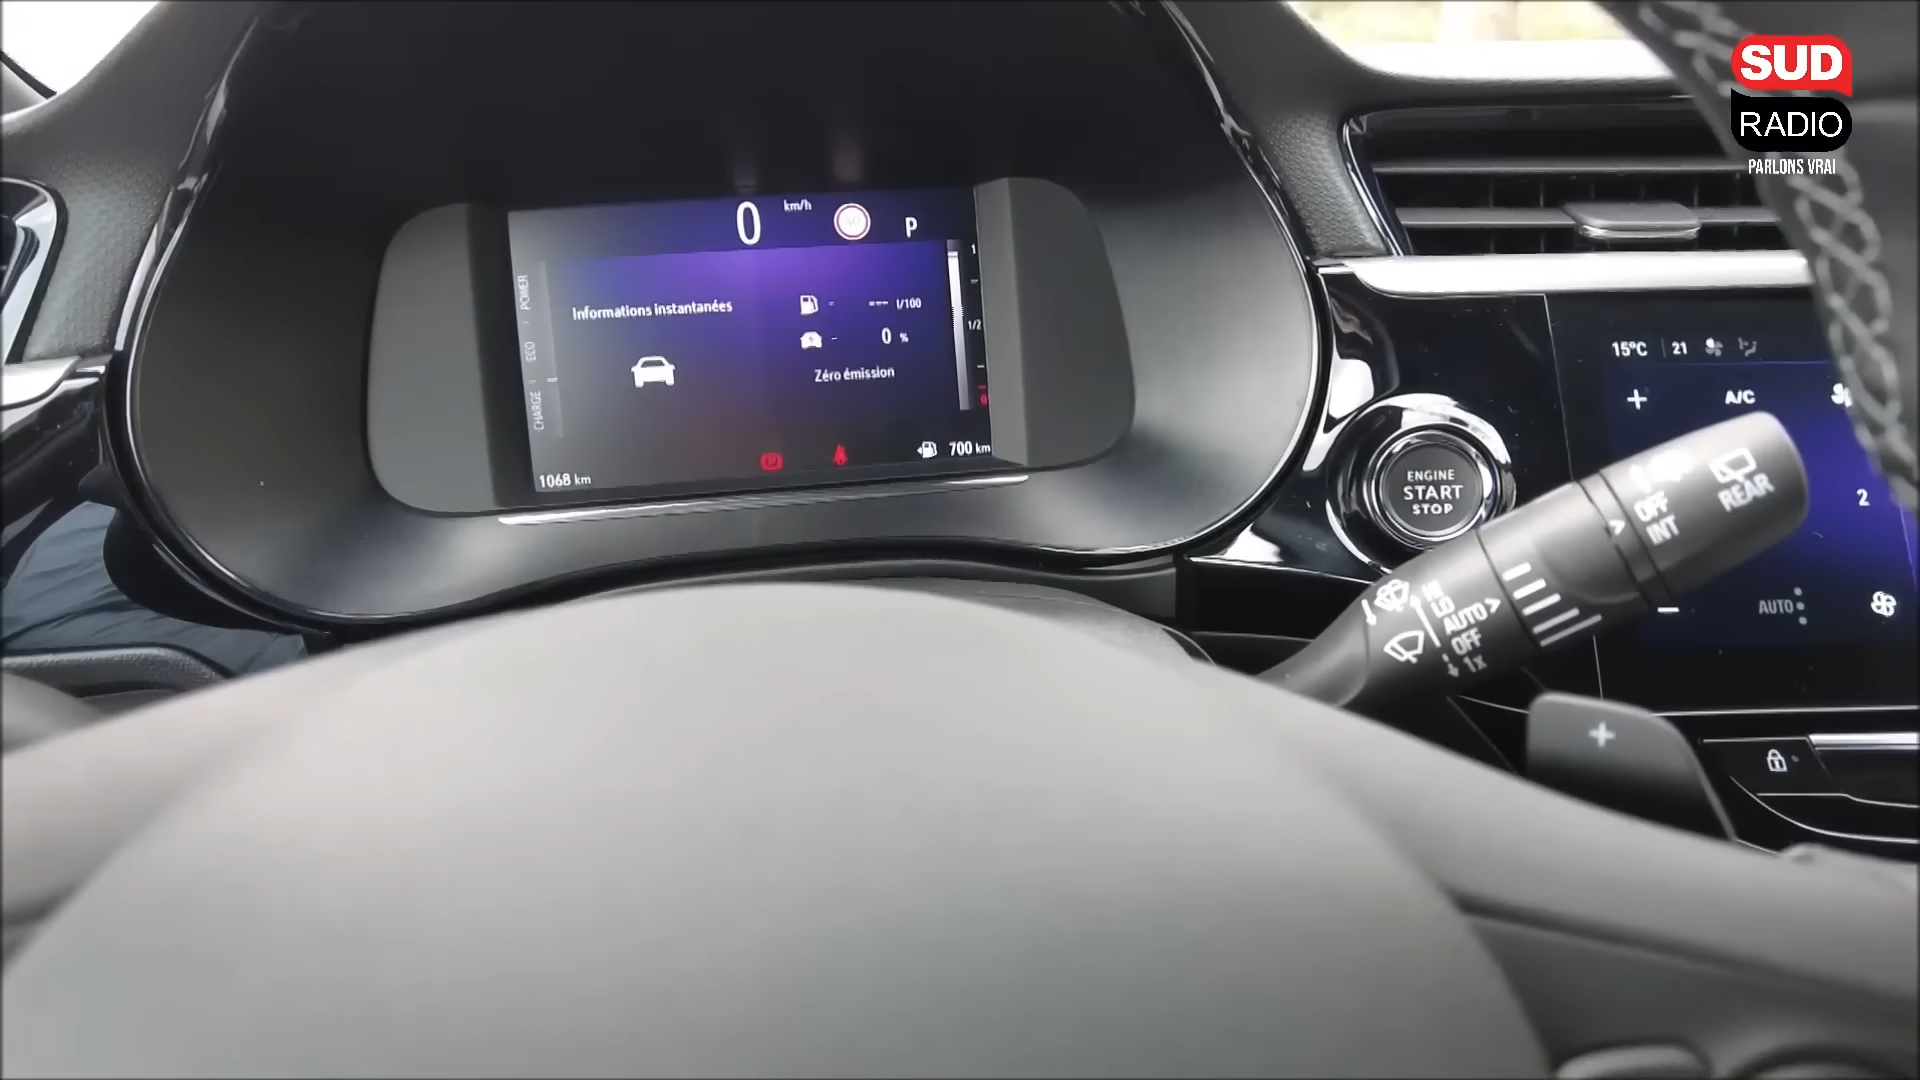 SUD
RADIO
PARLONS VRAI
0 km/h P
POWER
ECO
CHARGE
Informations instantanées
- --- l/100
- 0 %
Zéro émission
1
1/2
0
1068 km
700 km
15°C 21
+ A/C
2
- AUTO
ENGINE
START
STOP
REAR
OFF
INT
HI
LO
AUTO >
OFF
1x
+